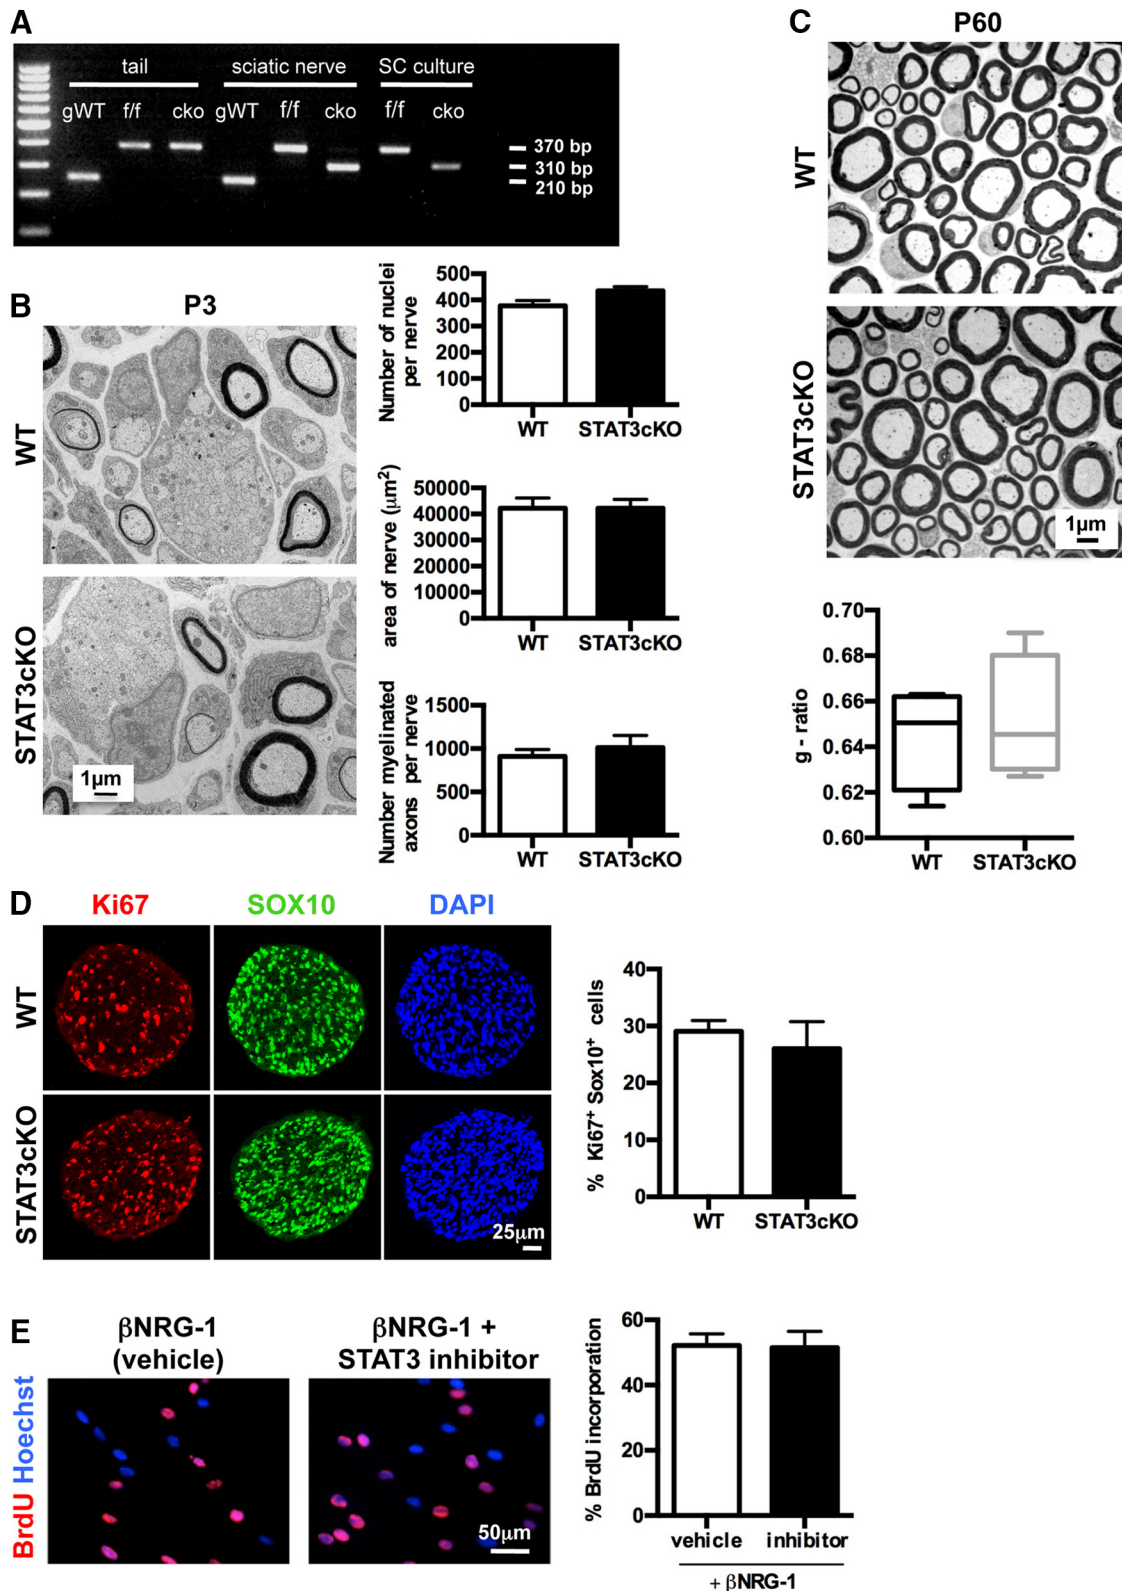 A
tail
sciatic nerve
SC culture
gWT f/f cko gWT f/f cko f/f cko
370 bp
310 bp
210 bp
B
P3
WT
STAT3cKO
1µm
Number of nuclei
per nerve
500
400
300
200
100
0
WT STAT3cKO
area of nerve (µm²)
50000
40000
30000
20000
10000
0
WT STAT3cKO
Number myelinated
axons per nerve
1500
1000
500
0
WT STAT3cKO
C
P60
WT
STAT3cKO
1µm
g - ratio
0.70
0.68
0.66
0.64
0.62
0.60
WT STAT3cKO
D
Ki67 SOX10 DAPI
WT
STAT3cKO
25µm
% Ki67⁺ Sox10⁺ cells
40
30
20
10
0
WT STAT3cKO
E
βNRG-1
(vehicle)
βNRG-1 +
STAT3 inhibitor
BrdU Hoechst
50µm
% BrdU incorporation
60
40
20
0
vehicle inhibitor
+ βNRG-1